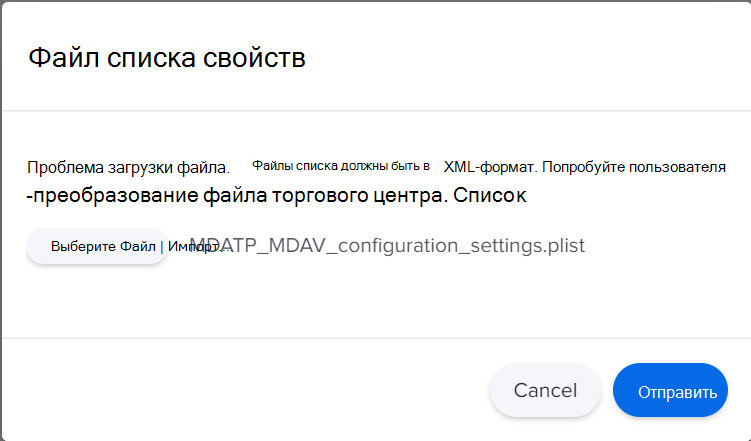 Файл списка свойств
Проблема загрузки файла. Файлы списка должны быть в XML-формат. Попробуйте пользователя
-преобразование файла торгового центра. Список
Выберите Файл | Импорт... MDATP_MDAV_configuration_settings.plist
Cancel Отправить